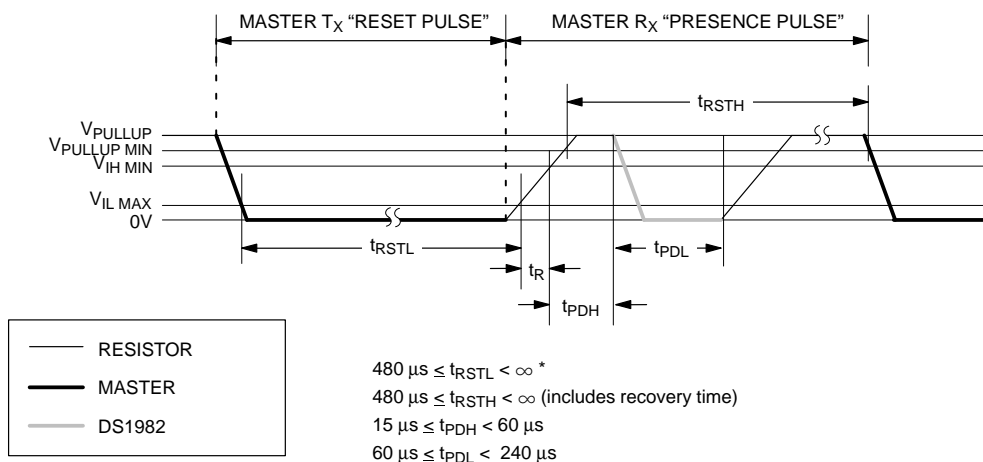 MASTER TX “RESET PULSE” MASTER RX “PRESENCE PULSE”
tRSTH
VPULLUP
VPULLUP MIN
VIH MIN
VIL MAX
0V
tRSTL
tPDL
tR
tPDH
RESISTOR
MASTER
DS1982
480 μs ≤ tRSTL < ∞ *
480 μs ≤ tRSTH < ∞ (includes recovery time)
15 μs ≤ tPDH < 60 μs
60 μs ≤ tPDL < 240 μs